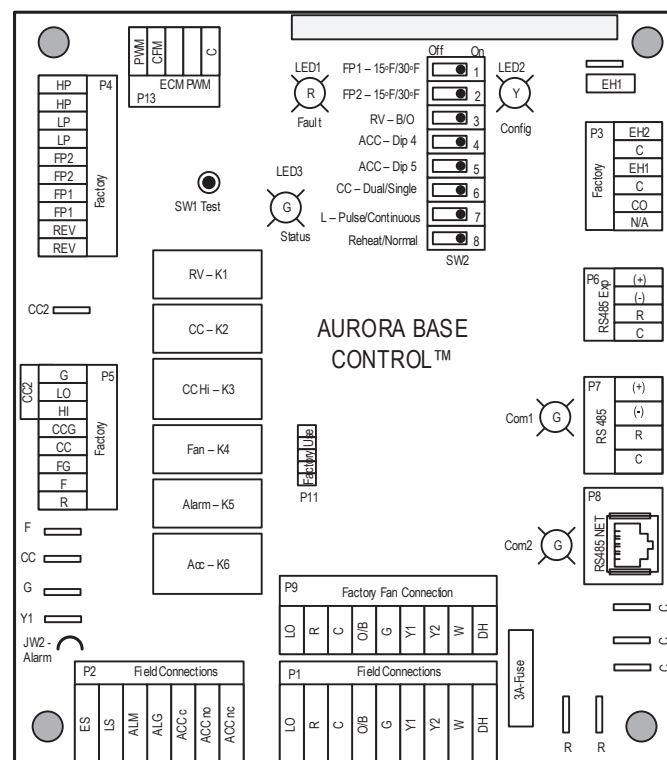 PWM
CFM
C
ECM PWM
P13
Off On
LED1
R
Fault
LED2
Y
Config
FP1 – 15ºF/30ºF 1
FP2 – 15ºF/30ºF 2
RV – B/O 3
ACC – Dip 4 4
ACC – Dip 5 5
CC – Dual/Single 6
L – Pulse/Continuous 7
Reheat/Normal 8
SW2
EH1
P4
Factory
HP
HP
LP
LP
FP2
FP2
FP1
FP1
REV
REV
SW1 Test
LED3
G
Status
P3
Factory
EH2
C
EH1
C
CO
N/A
RV – K1
CC – K2
CC Hi – K3
Fan – K4
Alarm – K5
Acc – K6
CC2
AURORA BASE
CONTROL™
P6
RS485 Exp
(+)
(-)
R
C
CC2
P5
Factory
G
LO
HI
CCG
CC
FG
F
R
Factory Use
P11
Com1
G
P7
RS 485
(+)
(-)
R
C
P8
RS485 NET
Com2
G
F
CC
G
Y1
JW2 -
Alarm
P9
Factory Fan Connection
LO
R
C
O/B
G
Y1
Y2
W
DH
C
C
C
P2
Field Connections
ES
LS
ALM
ALG
ACC c
ACC no
ACC nc
P1
Field Connections
LO
R
C
O/B
G
Y1
Y2
W
DH
3A-Fuse
R R